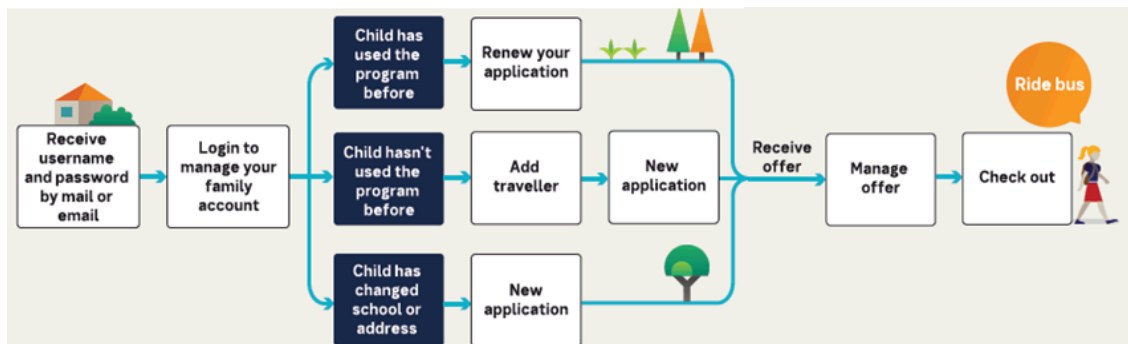 Receive
username
and password
by mail or
email
Login to
manage your
family
account
Child has
used the
program
before
Renew your
application
Child hasn't
used the
program
before
Add
traveller
New
application
Child has
changed
school or
address
New
application
Receive
offer
Manage
offer
Check out
Ride bus